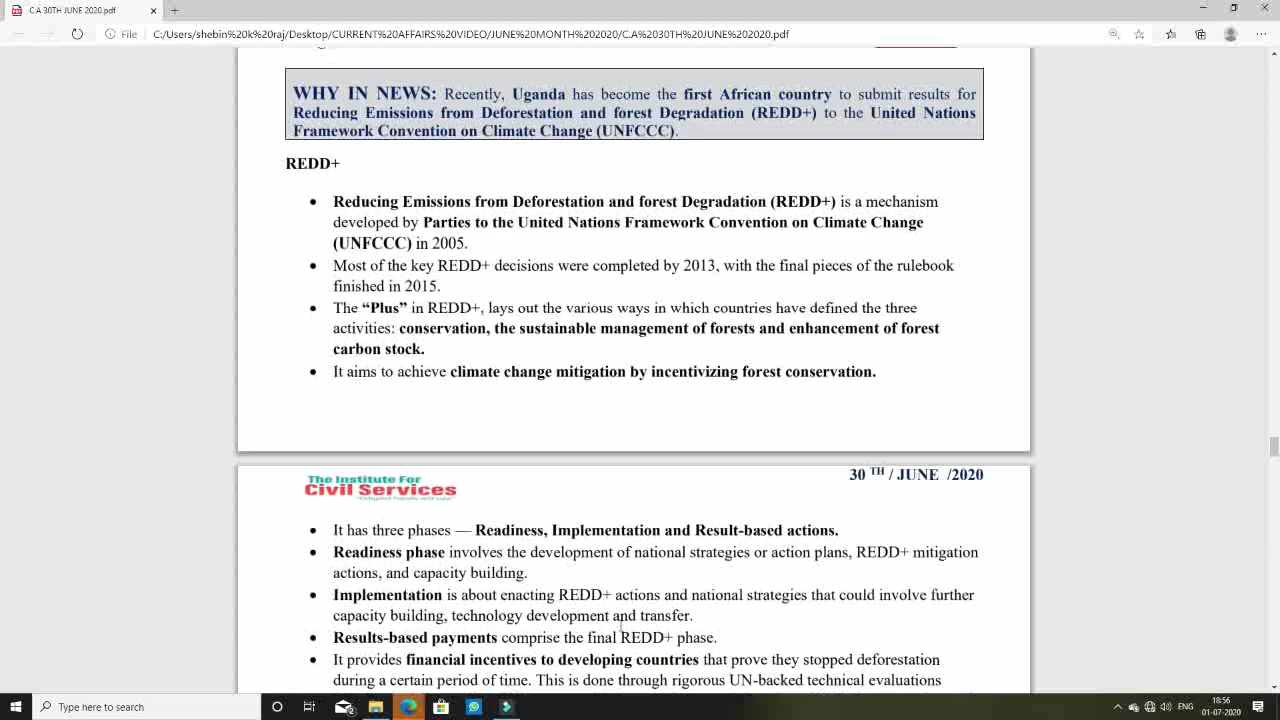 C.A 30TH JUNE 2020.pdf
File
C:/Users/shebin%20k%20raj/Desktop/CURRENT%20AFFAIRS%20VIDEO/JUNE%20MONTH%202020/C.A%2030TH%20JUNE%202020.pdf
WHY IN NEWS: Recently, Uganda has become the first African country to submit results for
Reducing Emissions from Deforestation and forest Degradation (REDD+) to the United Nations
Framework Convention on Climate Change (UNFCCC).
REDD+
• Reducing Emissions from Deforestation and forest Degradation (REDD+) is a mechanism
developed by Parties to the United Nations Framework Convention on Climate Change
(UNFCCC) in 2005.
• Most of the key REDD+ decisions were completed by 2013, with the final pieces of the rulebook
finished in 2015.
• The “Plus” in REDD+, lays out the various ways in which countries have defined the three
activities: conservation, the sustainable management of forests and enhancement of forest
carbon stock.
• It aims to achieve climate change mitigation by incentivizing forest conservation.
The Institute For
Civil Services
30 TH / JUNE /2020
• It has three phases — Readiness, Implementation and Result-based actions.
• Readiness phase involves the development of national strategies or action plans, REDD+ mitigation
actions, and capacity building.
• Implementation is about enacting REDD+ actions and national strategies that could involve further
capacity building, technology development and transfer.
• Results-based payments comprise the final REDD+ phase.
• It provides financial incentives to developing countries that prove they stopped deforestation
during a certain period of time. This is done through rigorous UN-backed technical evaluations
Type here to search
18:56
01-07-2020